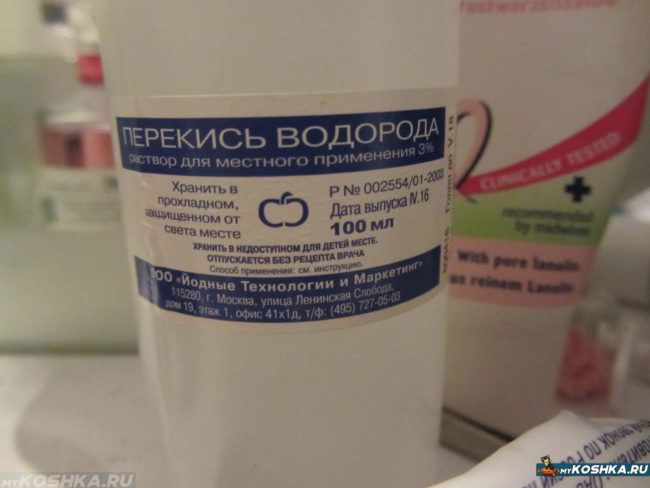 ПЕРЕКИСЬ ВОДОРОДА
раствор для местного применения 3%
Хранить в
прохладном,
защищенном от
света месте
Р № 002554/01-2003
Дата выпуска IV.16
100 мл
ХРАНИТЬ В НЕДОСТУПНОМ ДЛЯ ДЕТЕЙ МЕСТЕ.
ОТПУСКАЕТСЯ БЕЗ РЕЦЕПТА ВРАЧА
Способ применения: см. инструкцию.
ООО «Йодные Технологии и Маркетинг»
115280, г. Москва, улица Ленинская Слобода,
дом 19, этаж 1, офис 41х1д, т/ф: (495) 727-05-03
CLINICALLY TESTED
recommended
by midwives
With pure lanolin
reinem Lanolin
MYKOSHKA.RU
MYKOSHKA.RU